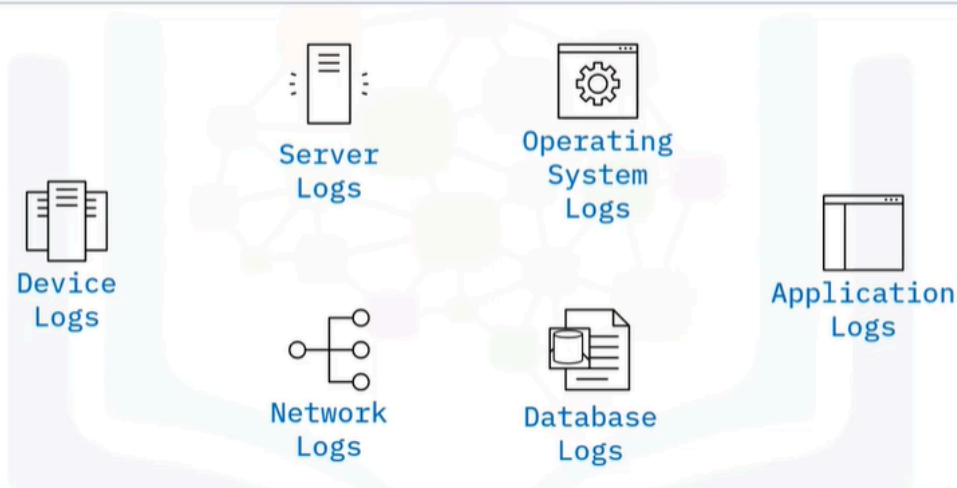 Server
Logs
Operating
System
Logs
Device
Logs
Application
Logs
Network
Logs
Database
Logs